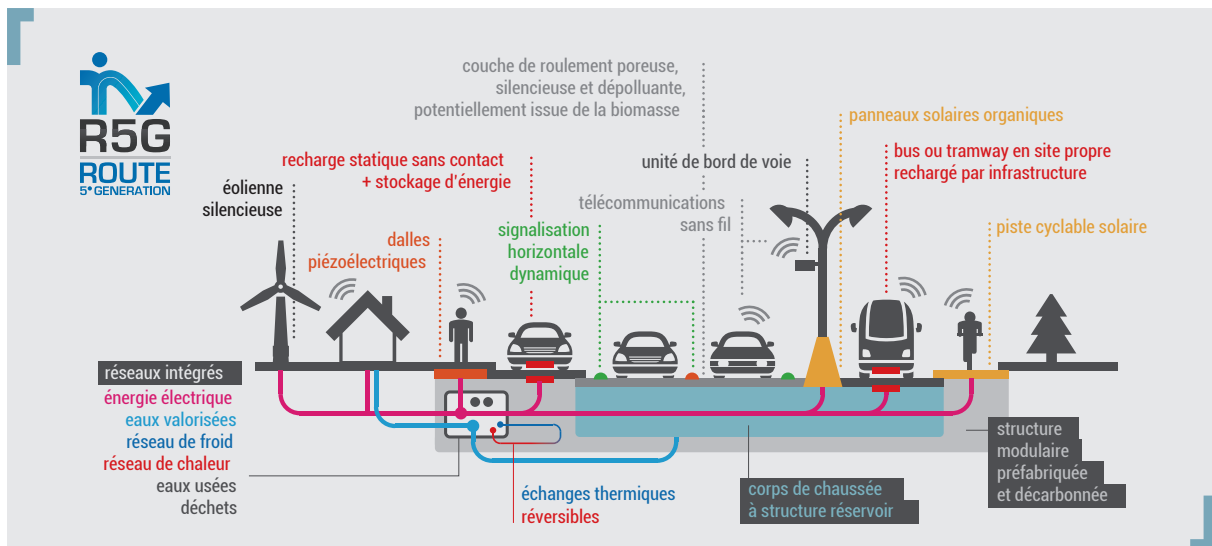 R5G
ROUTE
5e GENERATION
couche de roulement poreuse,
silencieuse et dépolluante,
potentiellement issue de la biomasse
panneaux solaires organiques
recharge statique sans contact
+ stockage d'énergie
unité de bord de voie
bus ou tramway en site propre
rechargé par infrastructure
éolienne
silencieuse
télécommunications
sans fil
signalisation
horizontale
dynamique
piste cyclable solaire
dalles
piézoélectriques
réseaux intégrés
énergie électrique
eaux valorisées
réseau de froid
réseau de chaleur
eaux usées
déchets
échanges thermiques
réversibles
corps de chaussée
à structure réservoir
structure
modulaire
préfabriquée
et décarbonnée